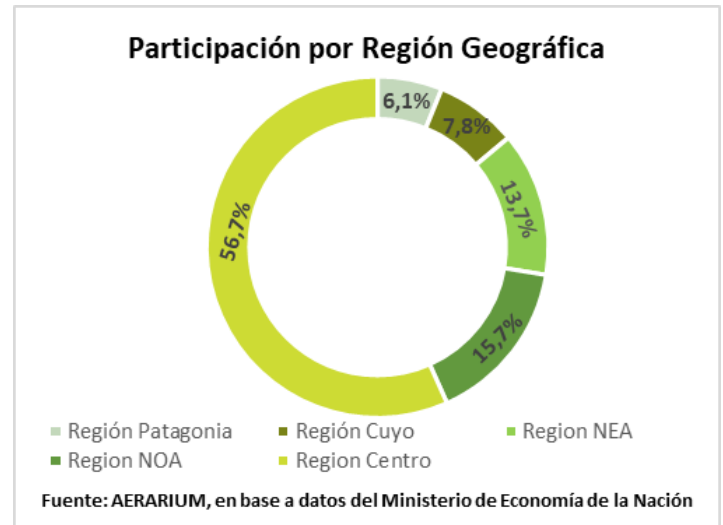 Participación por Región Geográfica
6,1%
7,8%
13,7%
15,7%
56,7%
Región Patagonia Región Cuyo Region NEA
Region NOA Region Centro
Fuente: AERARIUM, en base a datos del Ministerio de Economía de la Nación